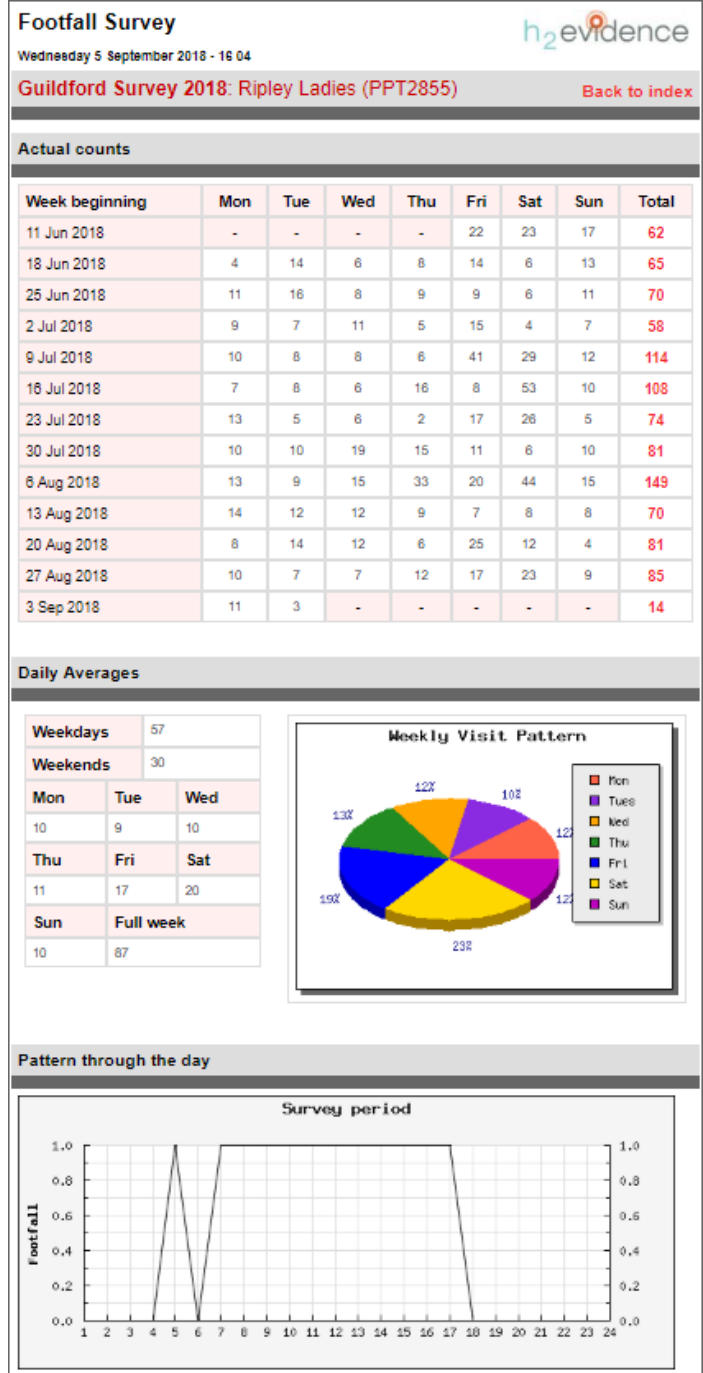 Footfall Survey
h2evidence
Wednesday 5 September 2018 - 16 04
Guildford Survey 2018: Ripley Ladies (PPT2855) Back to index
Actual counts
Week beginning Mon Tue Wed Thu Fri Sat Sun Total
11 Jun 2018 - - - - 22 23 17 62
18 Jun 2018 4 14 6 8 14 6 13 65
25 Jun 2018 11 16 8 9 9 6 11 70
2 Jul 2018 9 7 11 5 15 4 7 58
9 Jul 2018 10 8 8 6 41 29 12 114
16 Jul 2018 7 8 6 16 8 53 10 108
23 Jul 2018 13 5 6 2 17 26 5 74
30 Jul 2018 10 10 19 15 11 6 10 81
6 Aug 2018 13 9 15 33 20 44 15 149
13 Aug 2018 14 12 12 9 7 8 8 70
20 Aug 2018 8 14 12 6 25 12 4 81
27 Aug 2018 10 7 7 12 17 23 9 85
3 Sep 2018 11 3 - - - - - 14
Daily Averages
Weekdays 57
Weekends 30
Mon Tue Wed
10 9 10
Thu Fri Sat
11 17 20
Sun Full week
10 87
Weekly Visit Pattern
12% 10%
13% 12%
19% 12%
23%
Mon
Tues
Wed
Thu
Fri
Sat
Sun
Pattern through the day
Survey period
Footfall
1.0 1.0
0.8 0.8
0.6 0.6
0.4 0.4
0.2 0.2
0.0 0.0
1 2 3 4 5 6 7 8 9 10 11 12 13 14 15 16 17 18 19 20 21 22 23 24